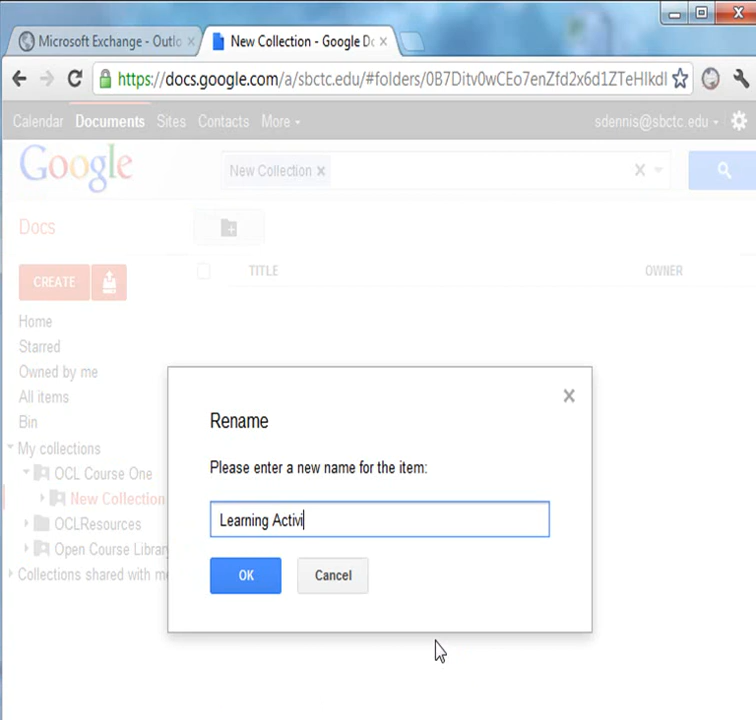 Microsoft Exchange - Outlo
New Collection - Google Do
https://docs.google.com/a/sbctc.edu/#folders/0B7Ditv0wCEo7enZfd2x6d1ZTeHlkdl
Calendar Documents Sites Contacts More
sdennis@sbctc.edu
Google
New Collection
Docs
CREATE
TITLE
OWNER
Home
Starred
Owned by me
All items
Bin
My collections
OCL Course One
New Collection
OCLResources
Open Course Library
Collections shared with me
Rename
Please enter a new name for the item:
Learning Activi
OK
Cancel